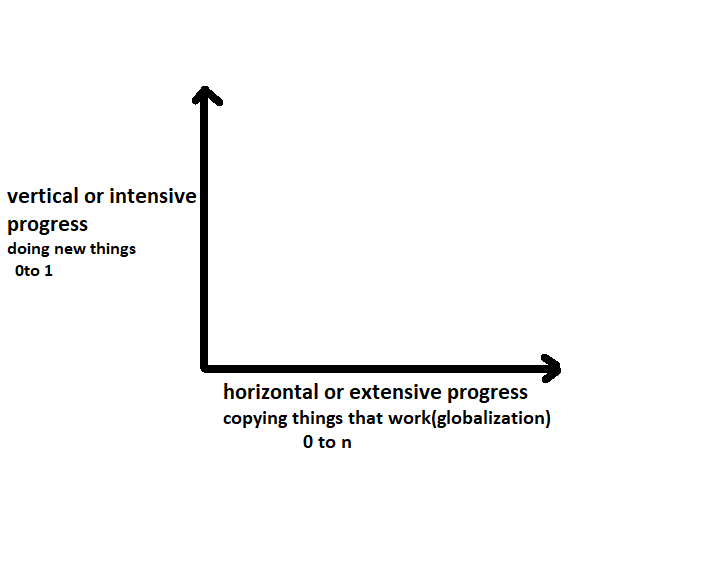 vertical or intensive
progress
doing new things
0to 1
horizontal or extensive progress
copying things that work(globalization)
0 to n